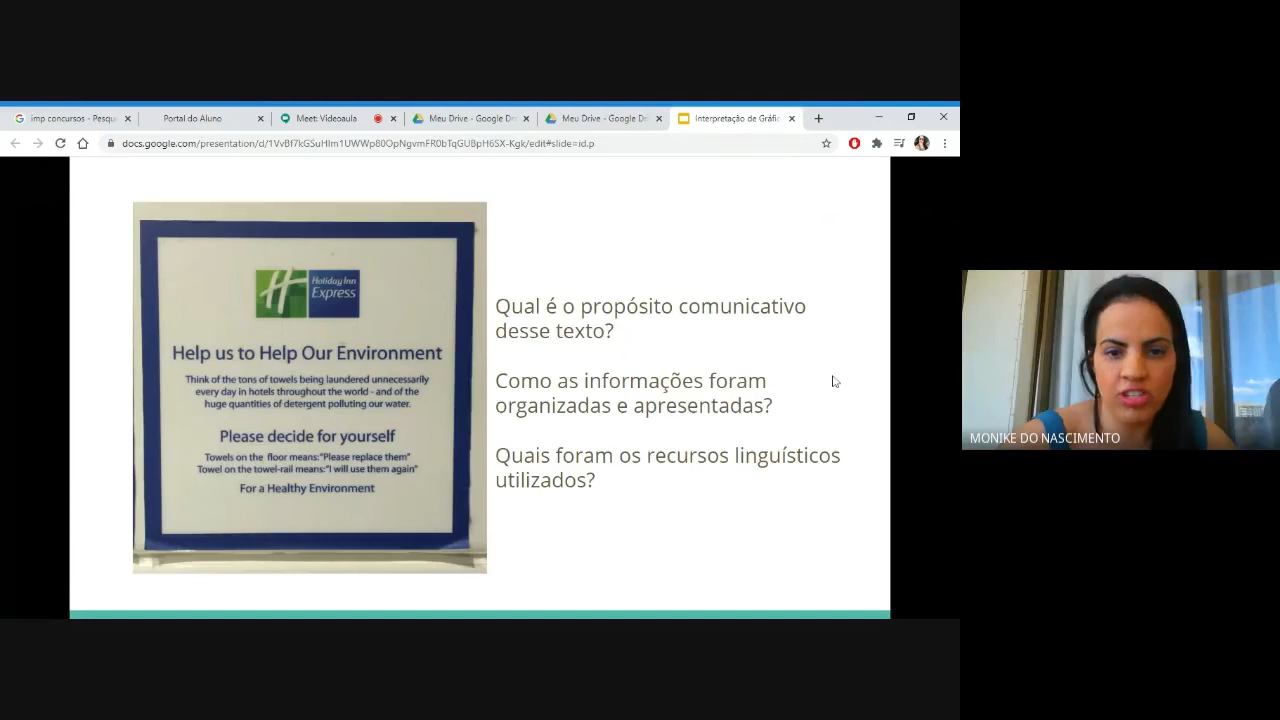 imp concursos - Pesqu
Portal do Aluno
Meet: Videoaula
Meu Drive - Google Dr
Meu Drive - Google Dr
Interpretação de Gráfic
docs.google.com/presentation/d/1VvBf7kGSuHlm1UWWp80OpNgvmFR0bTqGUBpH6SX-Kgk/edit#slide=id.p
Holiday Inn
Express
Help us to Help Our Environment
Think of the tons of towels being laundered unnecessarily
every day in hotels throughout the world - and of the
huge quantities of detergent polluting our water.
Please decide for yourself
Towels on the floor means:"Please replace them"
Towel on the towel-rail means:"I will use them again"
For a Healthy Environment
Qual é o propósito comunicativo
desse texto?
Como as informações foram
organizadas e apresentadas?
Quais foram os recursos linguísticos
utilizados?
MONIKE DO NASCIMENTO